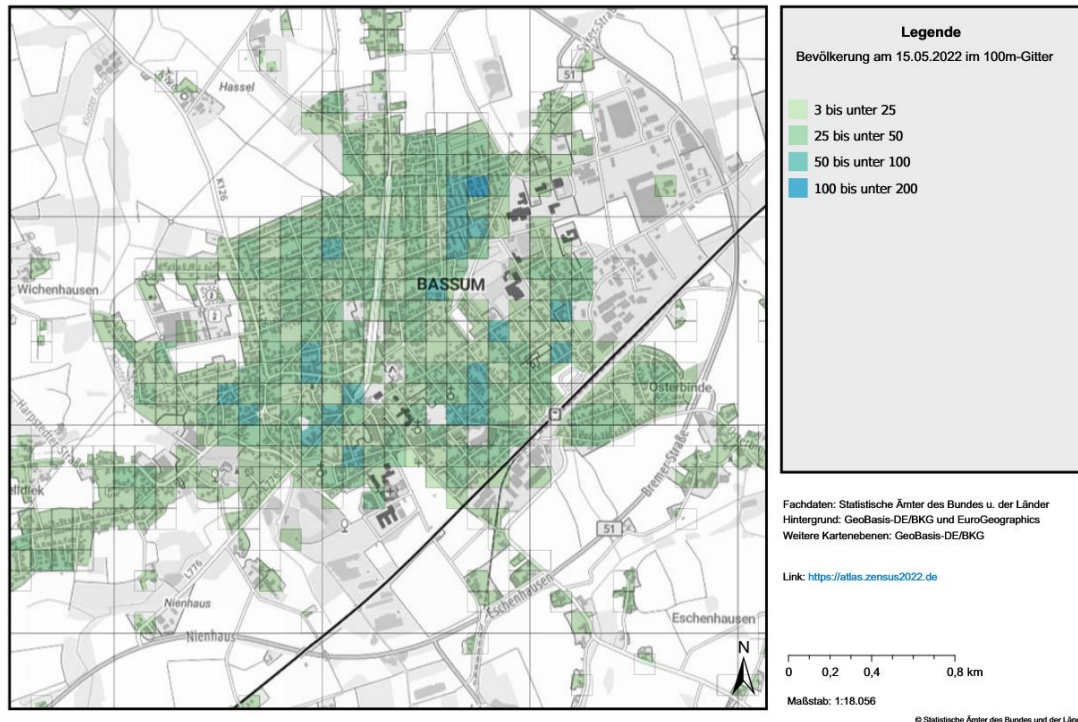 Legende
Bevölkerung am 15.05.2022 im 100m-Gitter
3 bis unter 25
25 bis unter 50
50 bis unter 100
100 bis unter 200
Hassel
51
K126
Wichenhausen
BASSUM
Osterbinde
Harpstedter Straße
Bremer-Straße
51
L776
Nienhaus
Nienhaus
Eschenhausen
Eschenhausen
N
Fachdaten: Statistische Ämter des Bundes u. der Länder
Hintergrund: GeoBasis-DE/BKG und EuroGeographics
Weitere Kartenebenen: GeoBasis-DE/BKG
Link: https://atlas.zensus2022.de
0 0,2 0,4 0,8 km
Maßstab: 1:18.056
© Statistische Ämter des Bundes und der Länd